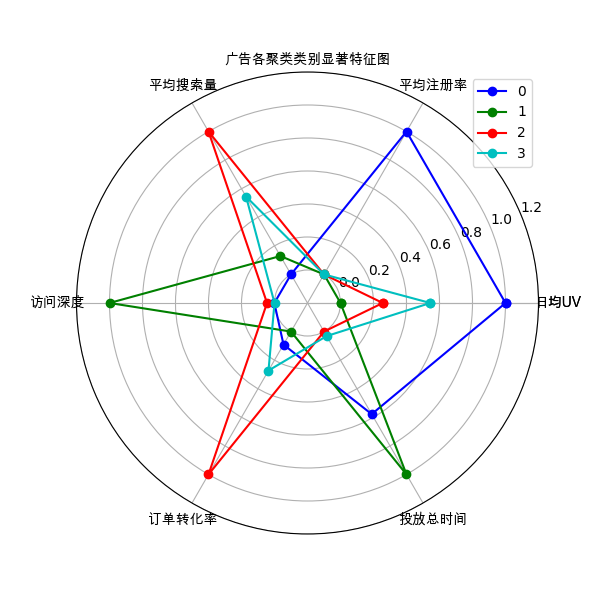 广告各聚类类别显著特征图
平均搜索量
平均注册率
0
1
2
3
1.2
1.0
0.8
0.6
0.4
0.2
0.0
访问深度
日均UV
订单转化率
投放总时间